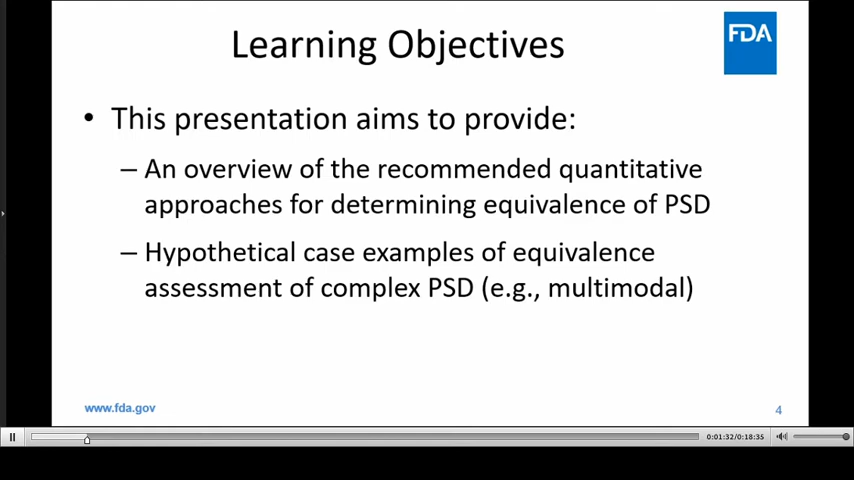 Learning Objectives
FDA
• This presentation aims to provide:
– An overview of the recommended quantitative
approaches for determining equivalence of PSD
– Hypothetical case examples of equivalence
assessment of complex PSD (e.g., multimodal)
www.fda.gov
4
0:01:32/0:18:35